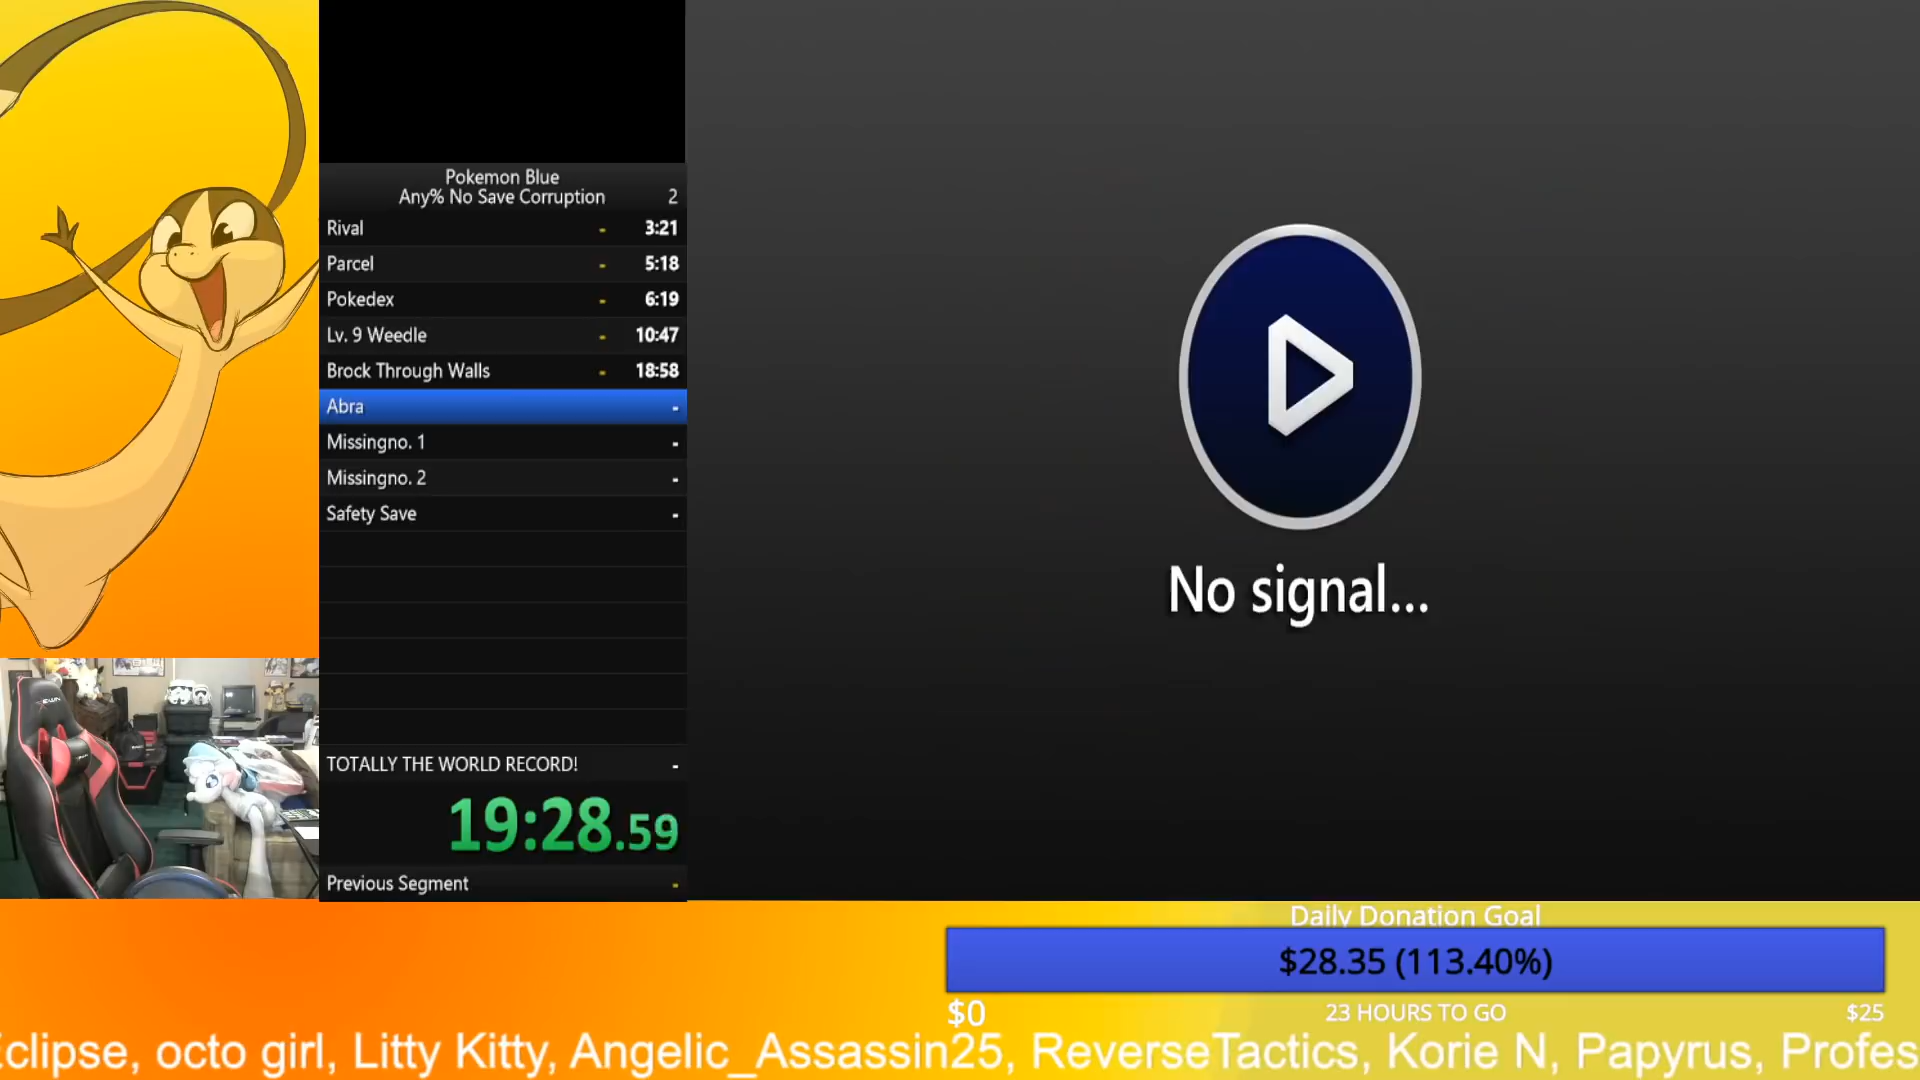 Pokemon Blue
Any% No Save Corruption 2
Rival - 3:21
Parcel - 5:18
Pokedex - 6:19
Lv. 9 Weedle - 10:47
Brock Through Walls - 18:58
Abra -
Missingno. 1 -
Missingno. 2 -
Safety Save -
TOTALLY THE WORLD RECORD! -
19:28.59
Previous Segment -
No signal...
Daily Donation Goal
$28.35 (113.40%)
$0 23 HOURS TO GO $25
clipse, octo girl, Litty Kitty, Angelic_Assassin25, ReverseTactics, Korie N, Papyrus, Profes